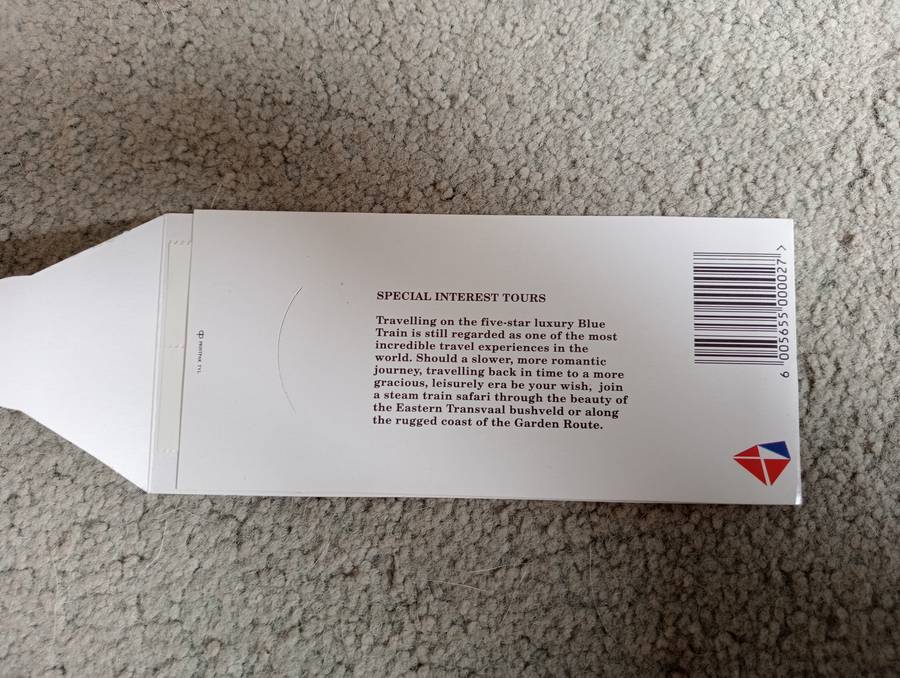 SPECIAL INTEREST TOURS
Travelling on the five-star luxury Blue
Train is still regarded as one of the most
incredible travel experiences in the
world. Should a slower, more romantic
journey, travelling back in time to a more
gracious, leisurely era be your wish, join
a steam train safari through the beauty of
the Eastern Transvaal bushveld or along
the rugged coast of the Garden Route.
6 005655 000027 >